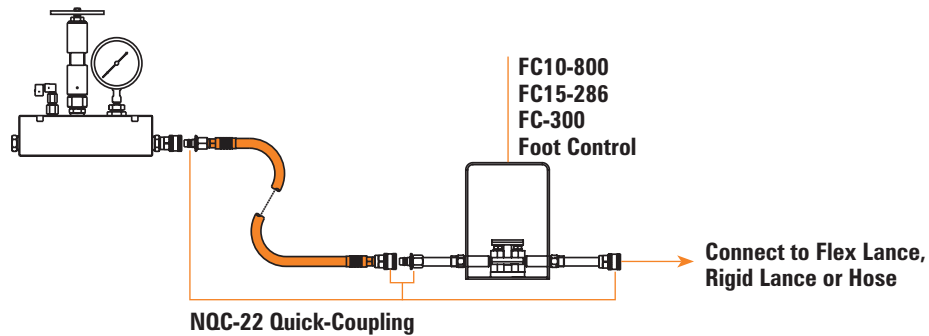 FC10-800
FC15-286
FC-300
Foot Control
Connect to Flex Lance,
Rigid Lance or Hose
NQC-22 Quick-Coupling